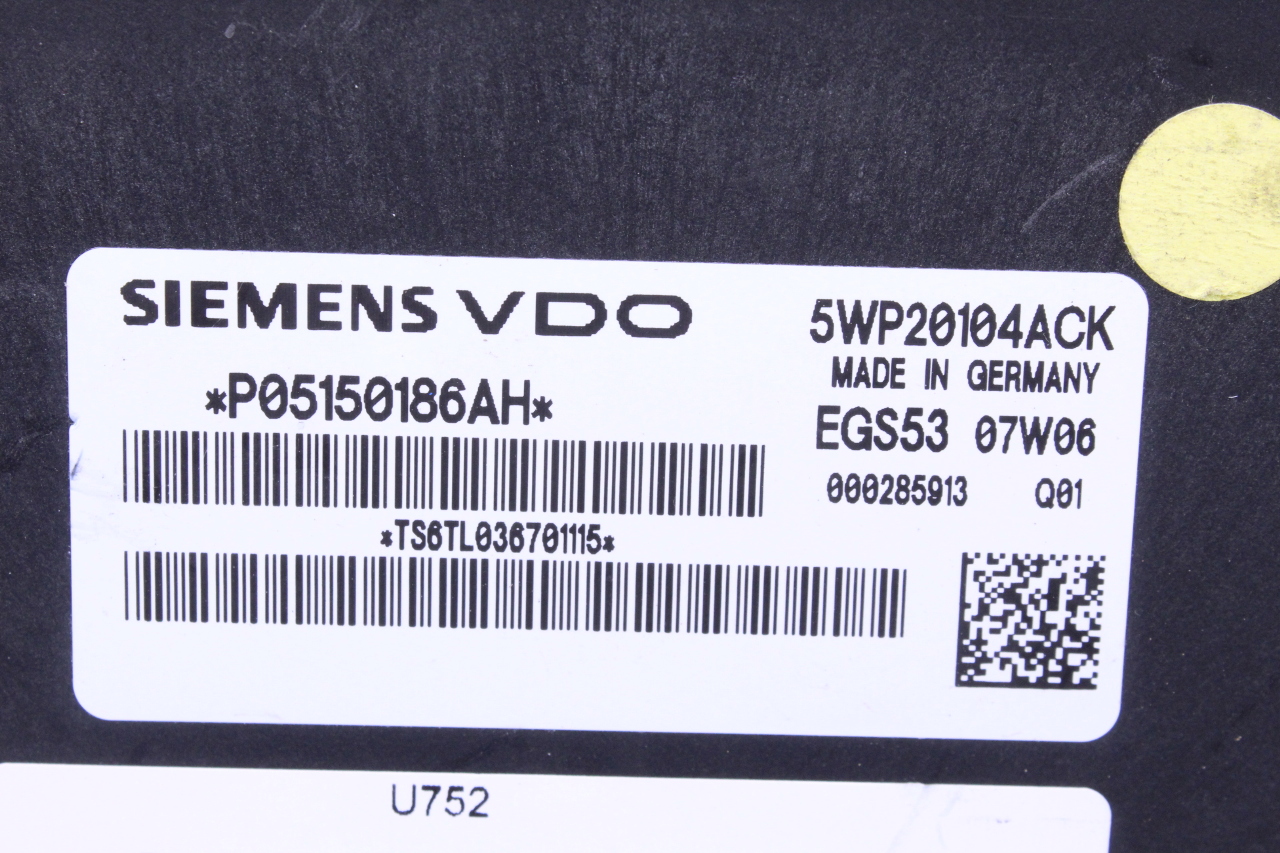 SIEMENS VDO
5WP20104ACK
MADE IN GERMANY
*P05150186AH*
EGS53 07W06
000285913 Q01
*TS6TL036701115*
U752